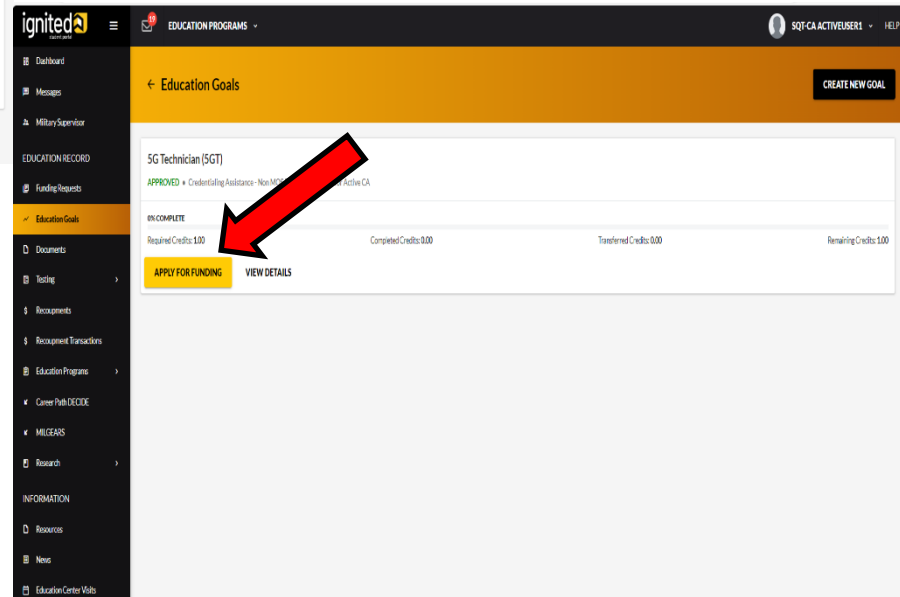 ignited
student portal
19
EDUCATION PROGRAMS
SQT-CA ACTIVEUSER1
HELP
Dashboard
Messages
Military Supervisor
EDUCATION RECORD
Funding Requests
Education Goals
Documents
Testing
$ Recoupments
$ Recoupment Transactions
Education Programs
Career Path DECIDE
MILGEARS
Research
INFORMATION
Resources
News
Education Center Visits
← Education Goals
CREATE NEW GOAL
5G Technician (5GT)
APPROVED • Credentialing Assistance - Non MOS Active CA
0% COMPLETE
Required Credits: 1.00 Completed Credits: 0.00 Transferred Credits: 0.00 Remaining Credits: 1.00
APPLY FOR FUNDING VIEW DETAILS